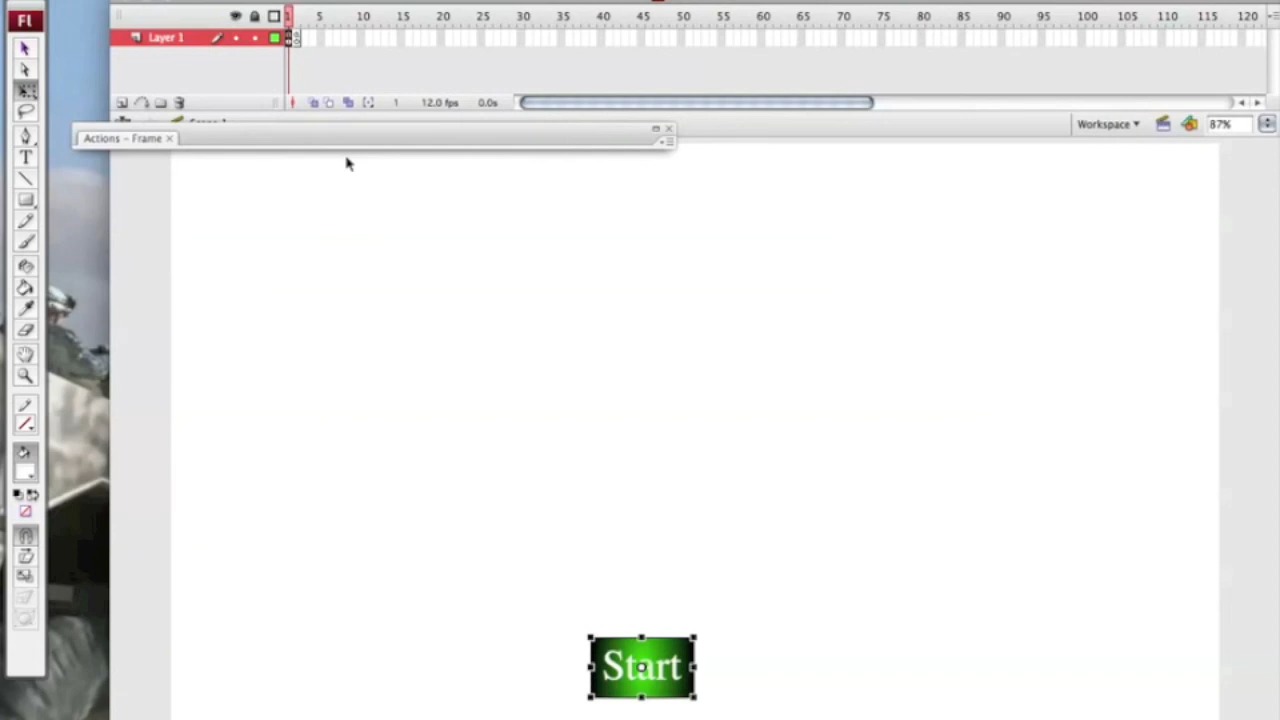 Fl
5 10 15 20 25 30 35 40 45 50 55 60 65 70 75 80 85 90 95 100 105 110 115 120
Layer 1
1 12.0 fps 0.0s
Workspace 87%
Actions – Frame ×
T
Start